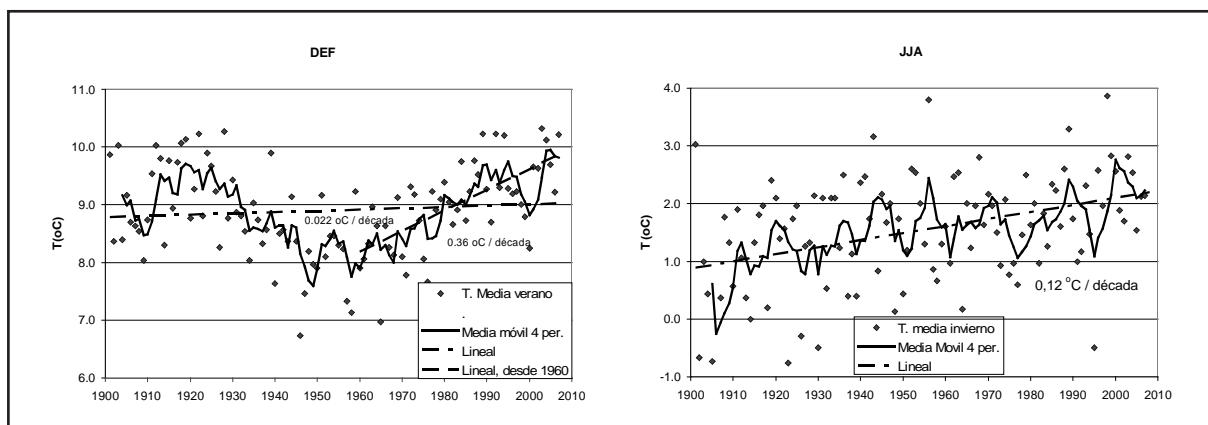 DEF
T(oC)
11.0
10.0
9.0
8.0
7.0
6.0
0.022 oC / década
0.36 oC / década
T. Media verano
.
Media móvil 4 per.
Lineal
Lineal, desde 1960
1900 1910 1920 1930 1940 1950 1960 1970 1980 1990 2000 2010
JJA
T(oC)
4.0
3.0
2.0
1.0
0.0
-1.0
0,12 °C / década
T. media invierno
Media Movil 4 per.
Lineal
1900 1910 1920 1930 1940 1950 1960 1970 1980 1990 2000 2010